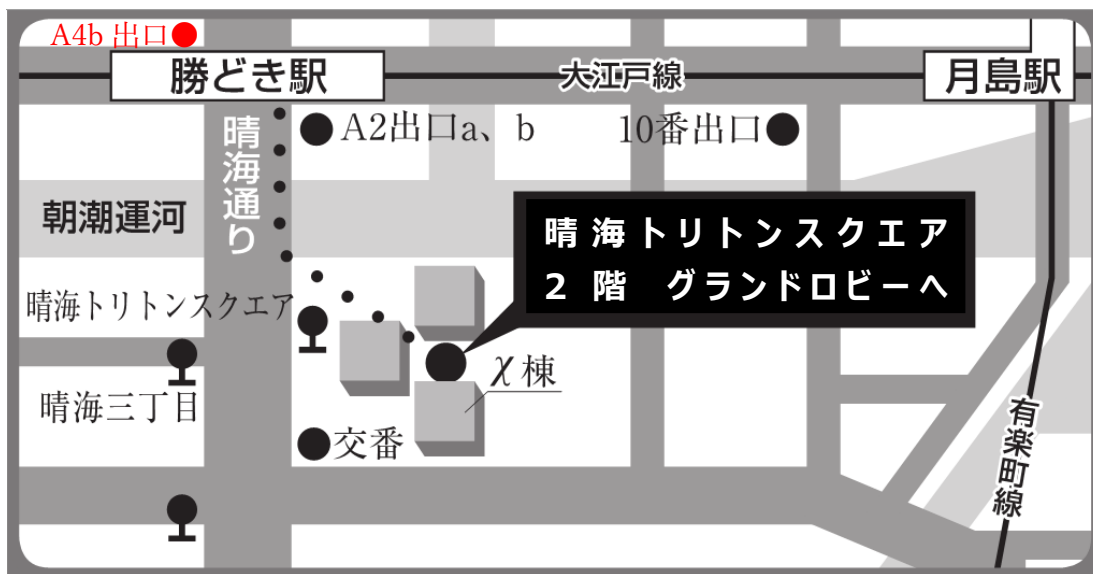 A4b 出口
勝どき駅
大江戸線
月島駅
A2出口a、b
10番出口
晴海通り
朝潮運河
晴海トリトンスクエア
2階 グランドロビーへ
晴海トリトンスクエア
χ棟
晴海三丁目
交番
有楽町線